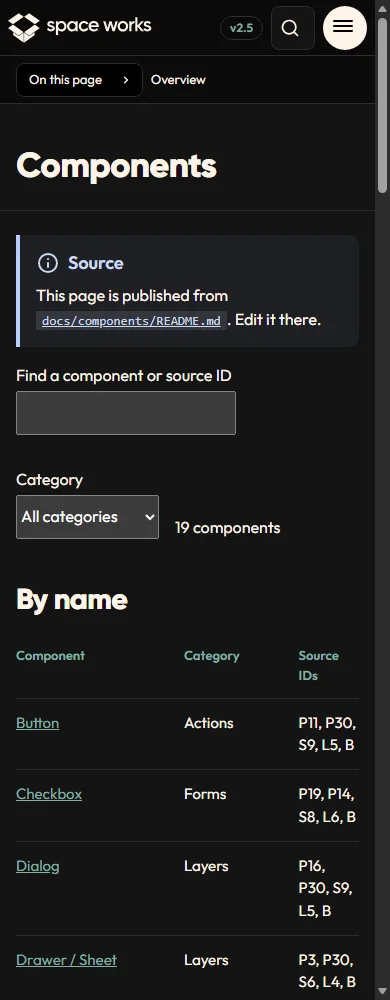 space works
v2.5
On this page
Overview
Components
Source
This page is published from
docs/components/README.md. Edit it there.
Find a component or source ID
Category
All categories
19 components
By name
Component Category Source
IDs
Button Actions P11, P30,
S9, L5, B
Checkbox Forms P19, P14,
S8, L6, B
Dialog Layers P16,
P30, S9,
L5, B
Drawer / Sheet Layers P3, P30,
S6, L4, B